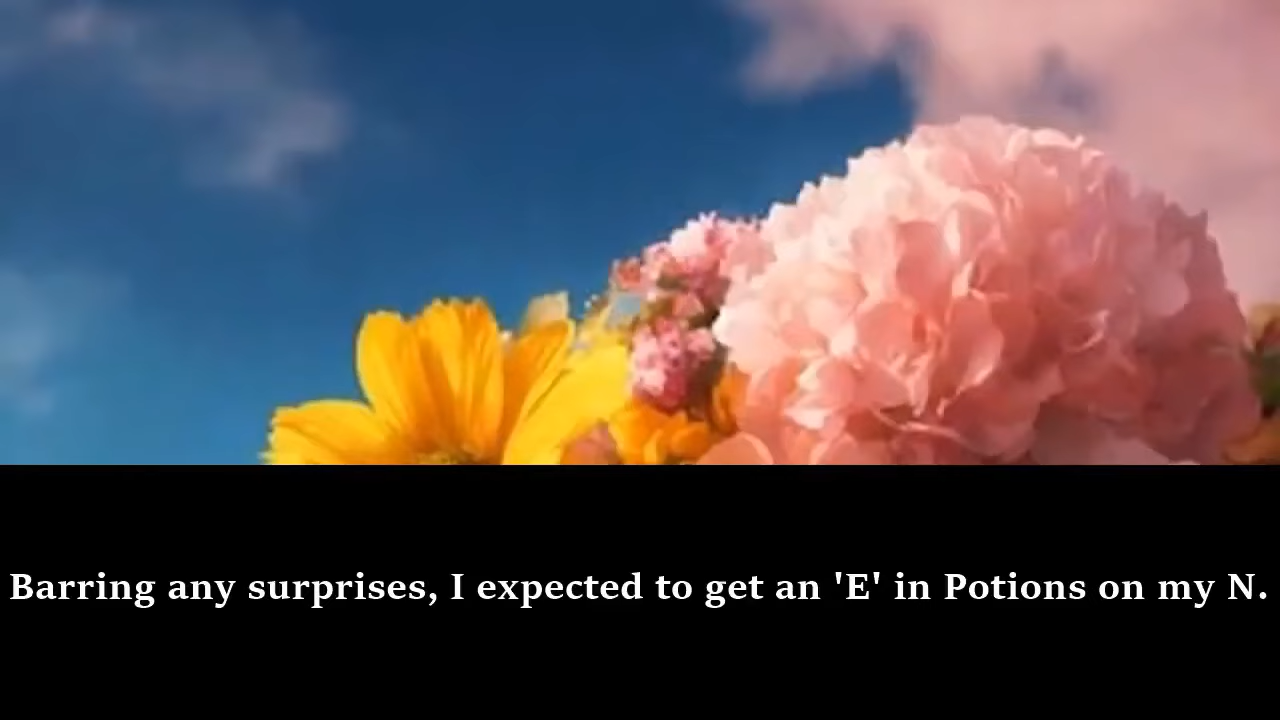 Barring any surprises, I expected to get an 'E' in Potions on my N.